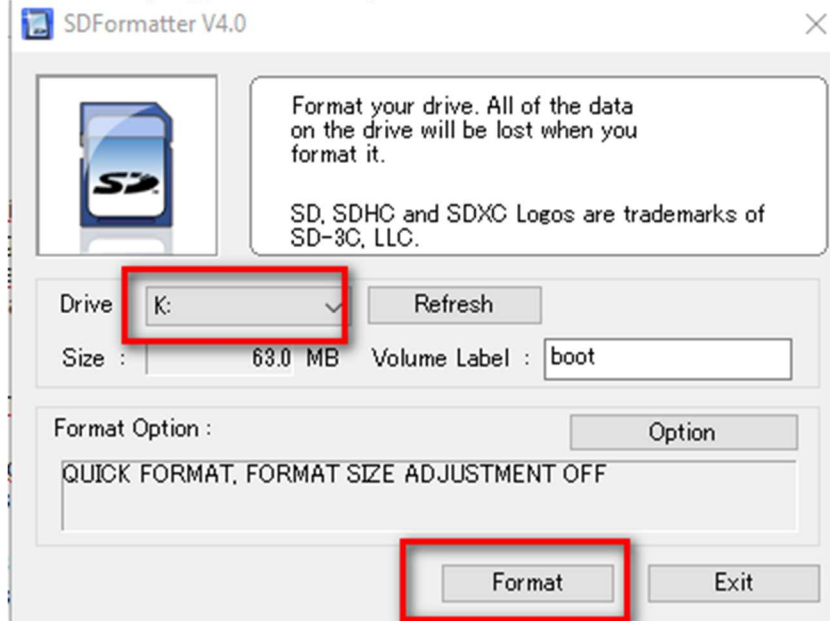 SDFormatter V4.0
Format your drive. All of the data
on the drive will be lost when you
format it.
SD, SDHC and SDXC Logos are trademarks of
SD-3C, LLC.
SD
Drive K: Refresh
Size : 63.0 MB Volume Label : boot
Format Option :
Option
QUICK FORMAT, FORMAT SIZE ADJUSTMENT OFF
Format Exit